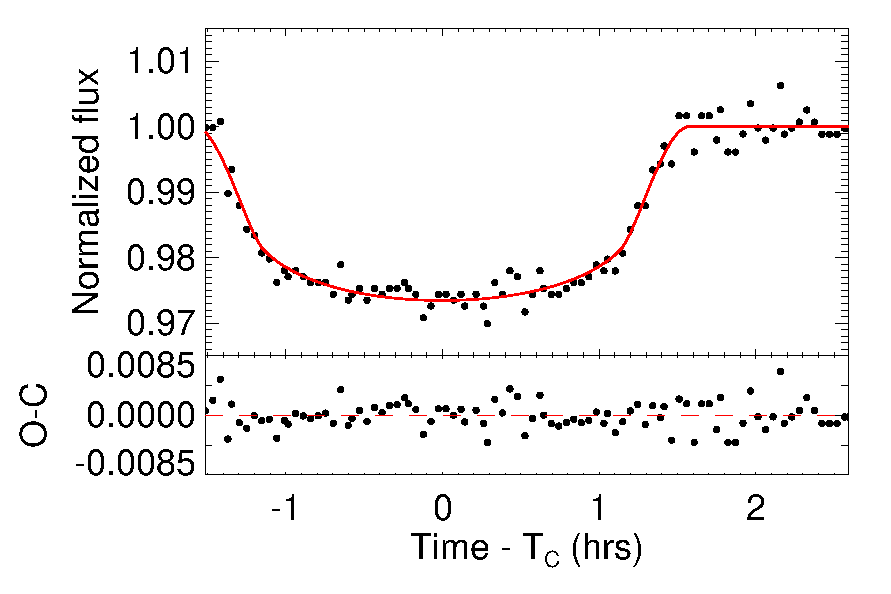 Normalized flux
1.01
1.00
0.99
0.98
0.97
O-C
0.0085
0.0000
-0.0085
-1 0 1 2
Time - T_C (hrs)